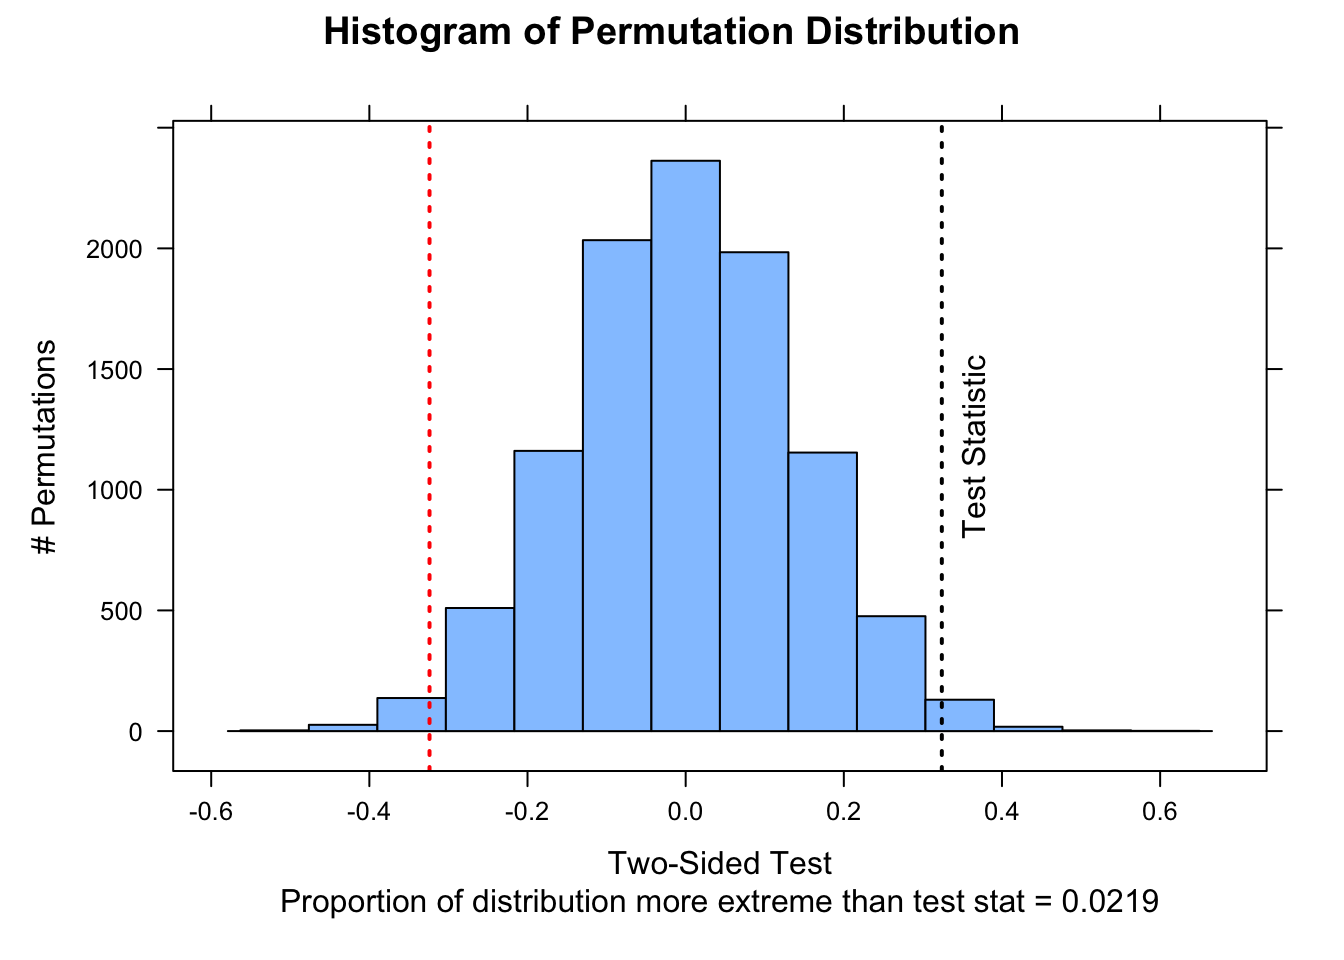 Histogram of Permutation Distribution
# Permutations
2000
1500
1000
500
0
Test Statistic
-0.6
-0.4
-0.2
0.0
0.2
0.4
0.6
Two-Sided Test
Proportion of distribution more extreme than test stat = 0.0219